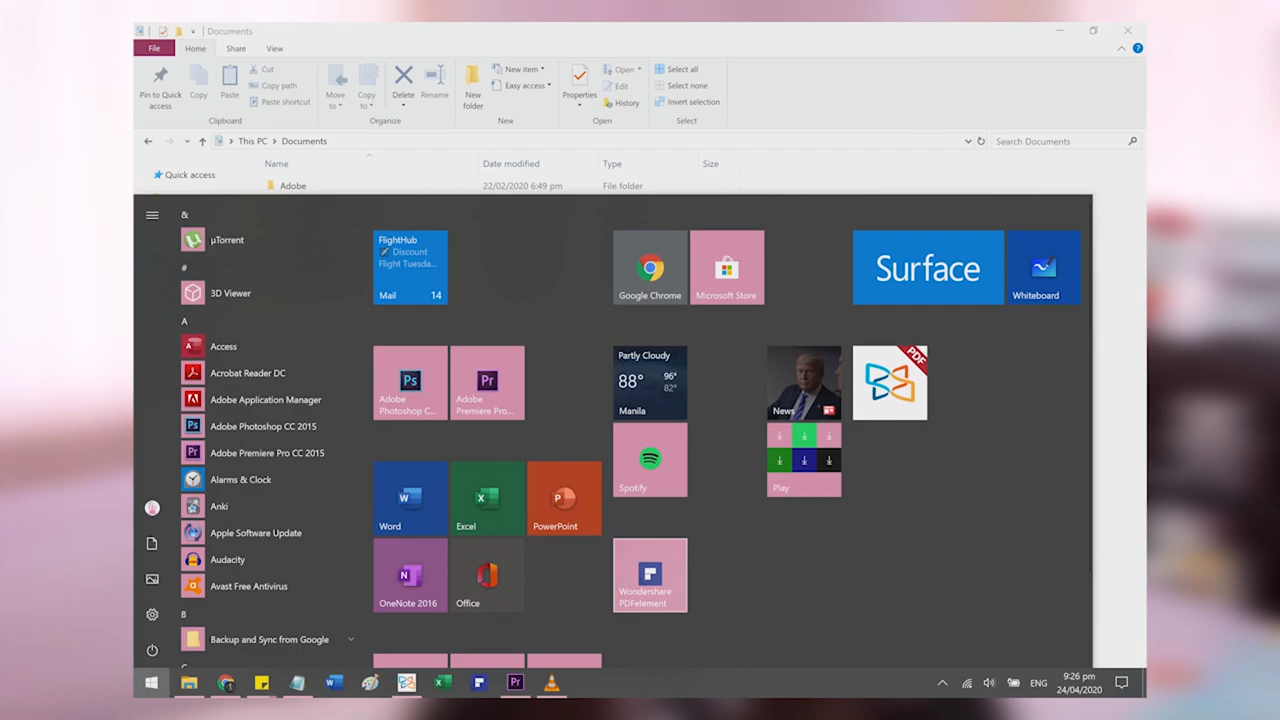 Documents
File Home Share View
Pin to Quick access
Copy
Paste
Cut
Copy path
Paste shortcut
Clipboard
Move to
Copy to
Delete
Rename
Organize
New folder
New item
Easy access
New
Properties
Open
Edit
History
Open
Select all
Select none
Invert selection
Select
This PC Documents
Search Documents
Quick access
Name Date modified Type Size
Adobe 22/02/2020 6:49 pm File folder
&
µTorrent
#
3D Viewer
A
Access
Acrobat Reader DC
Adobe Application Manager
Adobe Photoshop CC 2015
Adobe Premiere Pro CC 2015
Alarms & Clock
Anki
Apple Software Update
Audacity
Avast Free Antivirus
B
Backup and Sync from Google
FlightHub
Discount
Flight Tuesda...
Mail 14
Google Chrome
Microsoft Store
Surface
Whiteboard
Ps
Adobe
Photoshop C...
Pr
Adobe
Premiere Pro...
Partly Cloudy
88° 96°
82°
Manila
News
PDF
Spotify
Play
Word
Excel
PowerPoint
OneNote 2016
Office
Wondershare
PDFelement
ENG
9:26 pm
24/04/2020